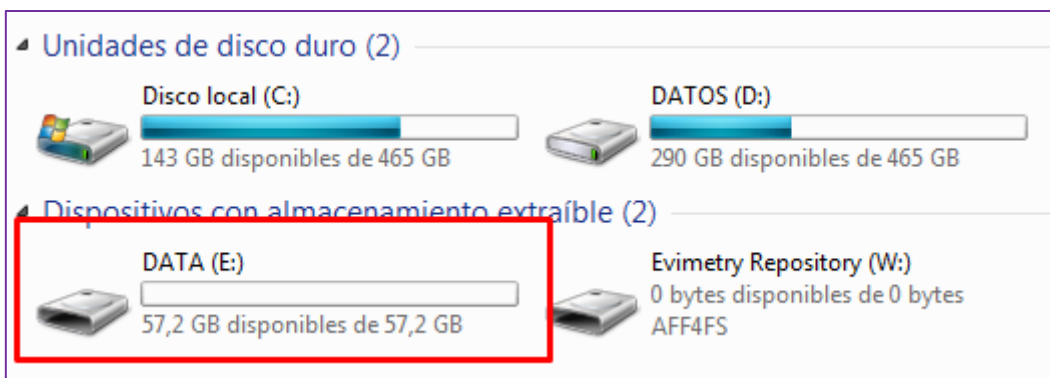 Unidades de disco duro (2)
Disco local (C:)
143 GB disponibles de 465 GB
DATOS (D:)
290 GB disponibles de 465 GB
Dispositivos con almacenamiento extraíble (2)
DATA (E:)
57,2 GB disponibles de 57,2 GB
Evimetry Repository (W:)
0 bytes disponibles de 0 bytes
AFF4FS